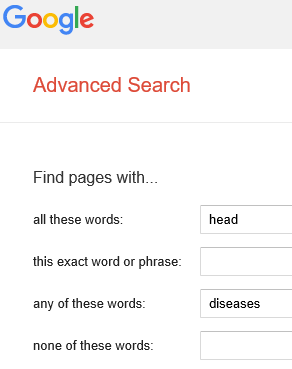 Google
Advanced Search
Find pages with...
all these words: head
this exact word or phrase:
any of these words: diseases
none of these words: